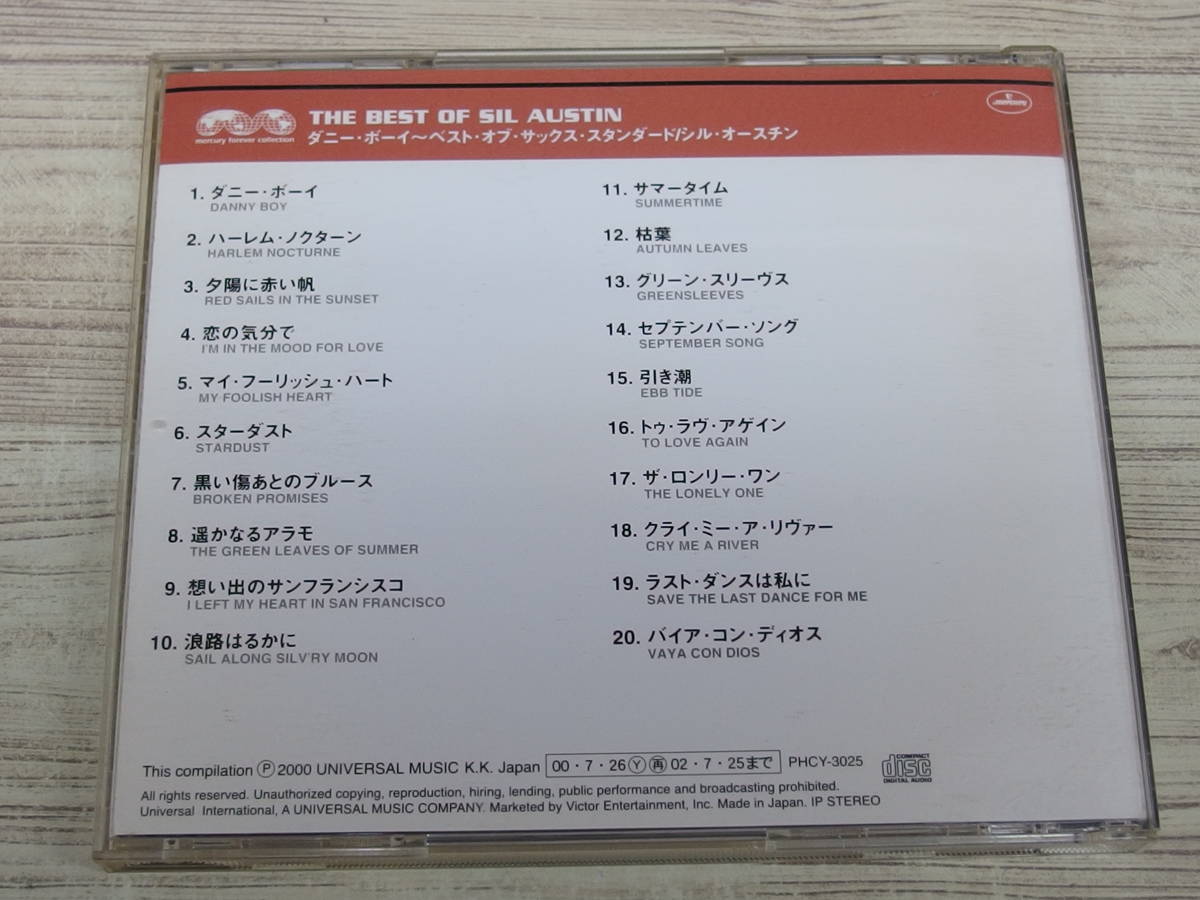 mercury forever collection
THE BEST OF SIL AUSTIN
ダニー・ボーイ〜ベスト・オブ・サックス・スタンダード/シル・オースチン
mercury
1. ダニー・ボーイ
DANNY BOY
2. ハーレム・ノクターン
HARLEM NOCTURNE
3. 夕陽に赤い帆
RED SAILS IN THE SUNSET
4. 恋の気分で
I'M IN THE MOOD FOR LOVE
5. マイ・フーリッシュ・ハート
MY FOOLISH HEART
6. スターダスト
STARDUST
7. 黒い傷あとのブルース
BROKEN PROMISES
8. 遥かなるアラモ
THE GREEN LEAVES OF SUMMER
9. 想い出のサンフランシスコ
I LEFT MY HEART IN SAN FRANCISCO
10. 浪路はるかに
SAIL ALONG SILV'RY MOON
11. サマータイム
SUMMERTIME
12. 枯葉
AUTUMN LEAVES
13. グリーン・スリーヴス
GREENSLEEVES
14. セプテンバー・ソング
SEPTEMBER SONG
15. 引き潮
EBB TIDE
16. トゥ・ラヴ・アゲイン
TO LOVE AGAIN
17. ザ・ロンリー・ワン
THE LONELY ONE
18. クライ・ミー・ア・リヴァー
CRY ME A RIVER
19. ラスト・ダンスは私に
SAVE THE LAST DANCE FOR ME
20. バイア・コン・ディオス
VAYA CON DIOS
This compilation Ⓟ 2000 UNIVERSAL MUSIC K.K. Japan 00・7・26Ⓨ㊢02・7・25まで PHCY-3025
COMPACT disc DIGITAL AUDIO
All rights reserved. Unauthorized copying, reproduction, hiring, lending, public performance and broadcasting prohibited.
Universal International, A UNIVERSAL MUSIC COMPANY. Marketed by Victor Entertainment, Inc. Made in Japan. IP STEREO